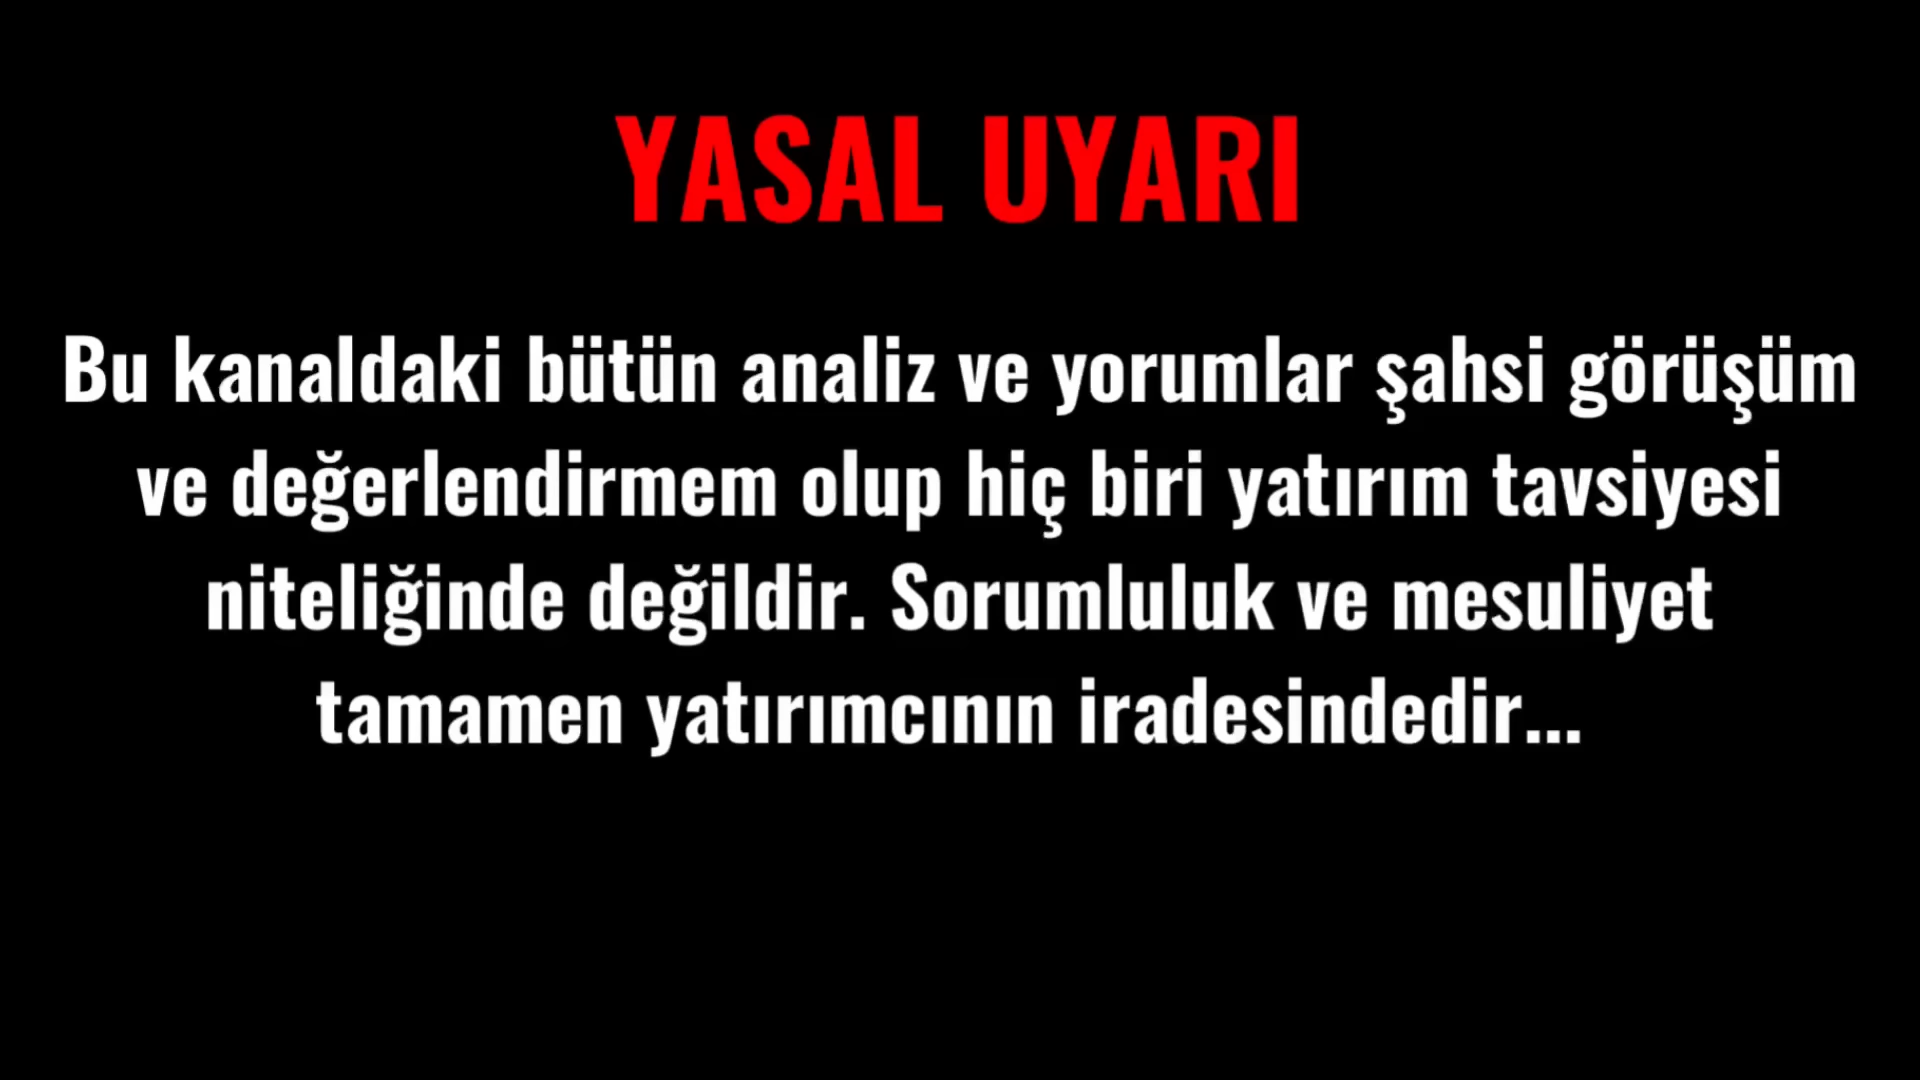 YASAL UYARI
Bu kanaldaki bütün analiz ve yorumlar şahsi görüşüm
ve değerlendirmem olup hiç biri yatırım tavsiyesi
niteliğinde değildir. Sorumluluk ve mesuliyet
tamamen yatırımcının iradesindedir...